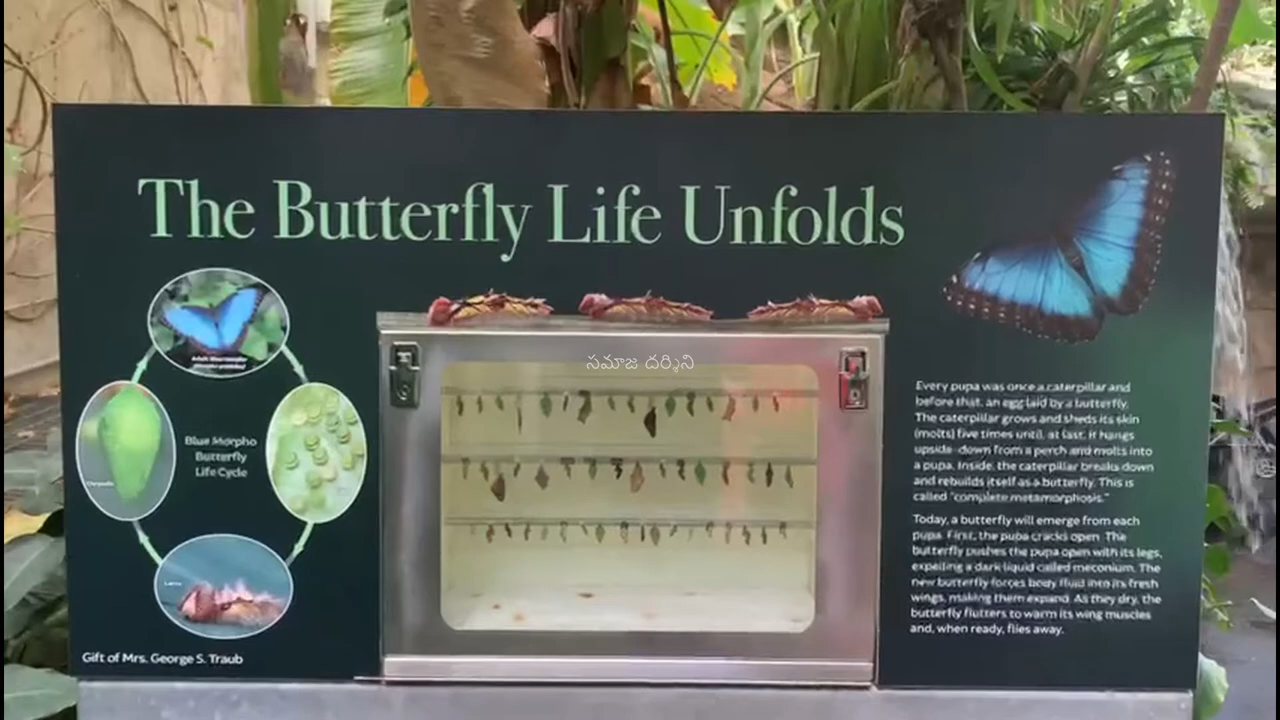 The Butterfly Life Unfolds
Blue Morpho
Butterfly
Life Cycle
Chrysalis
Larva
Gift of Mrs. George S. Traub
సమాజ దర్శిని
Every pupa was once a caterpillar and
before that, an egg laid by a butterfly.
The caterpillar grows and sheds its skin
(molts) five times until, at last, it hangs
upside-down from a perch and molts into
a pupa. Inside, the caterpillar breaks down
and rebuilds itself as a butterfly. This is
called "complete metamorphosis."
Today, a butterfly will emerge from each
pupa. First, the pupa cracks open. The
butterfly pushes the pupa open with its legs,
expelling a dark liquid called meconium. The
new butterfly forces body fluid into its fresh
wings, making them expand. As they dry, the
butterfly flutters to warm its wing muscles
and, when ready, flies away.